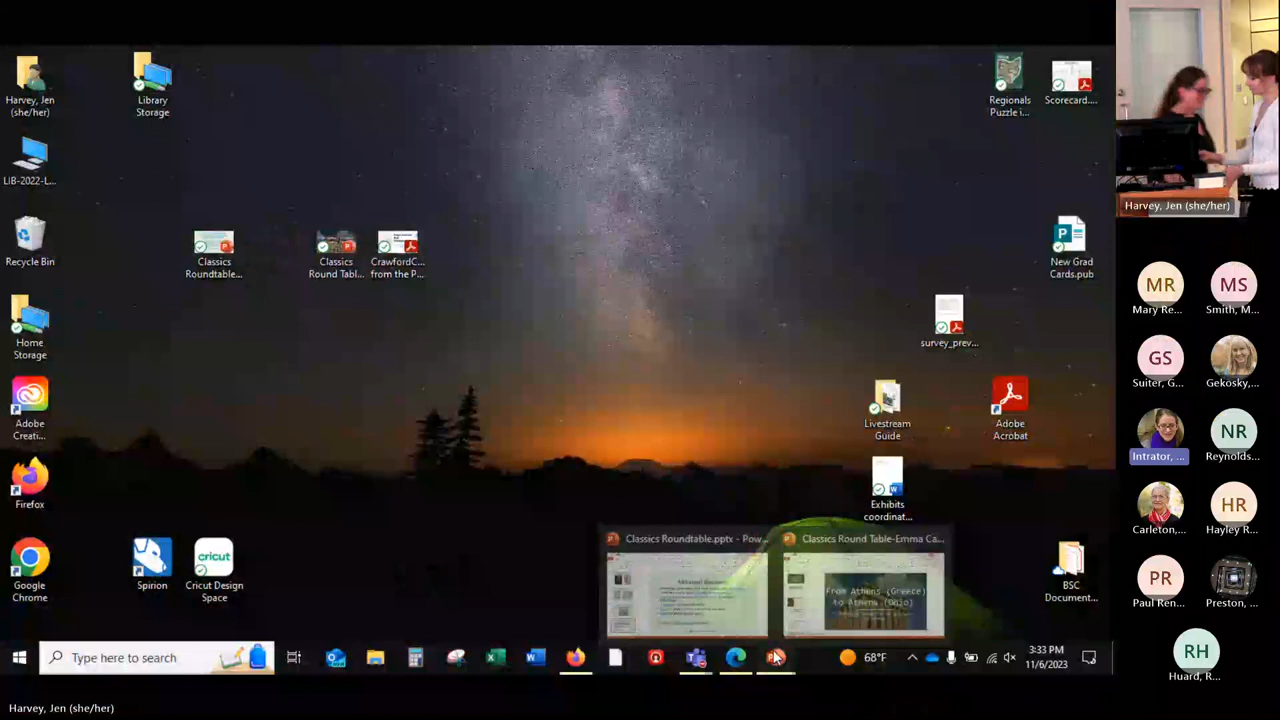 Harvey, Jen
(she/her)
Library
Storage
Regionals
Puzzle i...
Scorecard....
LIB-2022-L...
Recycle Bin
Classics
Roundtable...
Classics
Round Tabl...
CrawfordC...
from the P...
New Grad
Cards.pub
Home
Storage
survey_prev...
Adobe
Creati...
Livestream
Guide
Adobe
Acrobat
Firefox
Exhibits
coordinat...
Google
Chrome
Spirion
cricut
Cricut Design
Space
BSC
Document...
Classics Roundtable.pptx - Pow...
Classics Round Table-Emma Ca...
From Athens (Greece)
to Athens (Ohio)
Type here to search
68°F
3:33 PM
11/6/2023
Harvey, Jen (she/her)
Harvey, Jen (she/her)
MR
Mary Re...
MS
Smith, M...
GS
Suiter, G...
Gekosky,...
Intrator, ...
NR
Reynolds...
Carleton,...
HR
Hayley R...
PR
Paul Ren...
Preston, ...
RH
Huard, R...